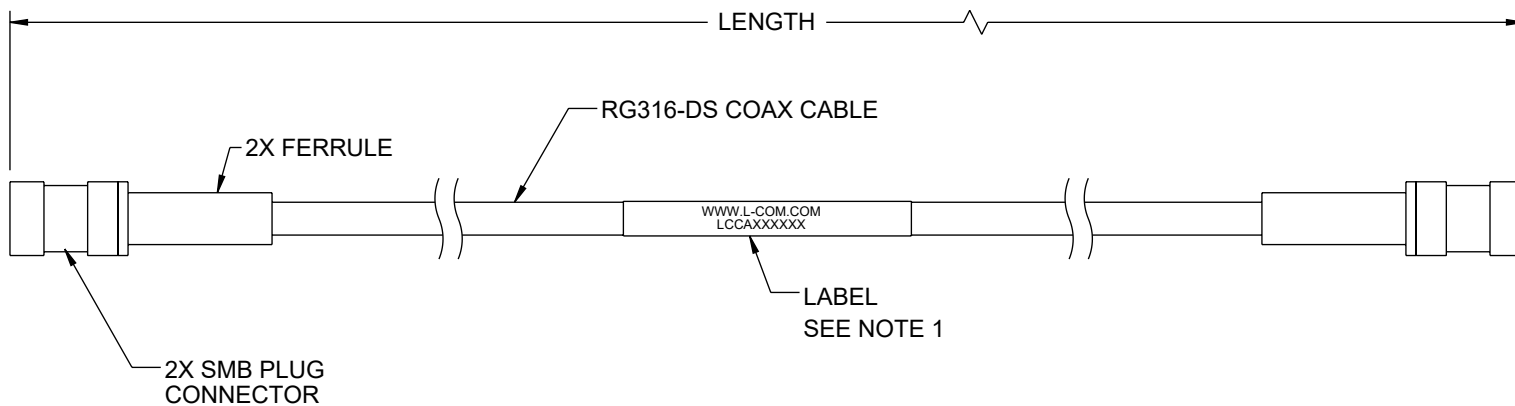 LENGTH
RG316-DS COAX CABLE
2X FERRULE
WWW.L-COM.COM
LCCAXXXXXX
LABEL
SEE NOTE 1
2X SMB PLUG
CONNECTOR